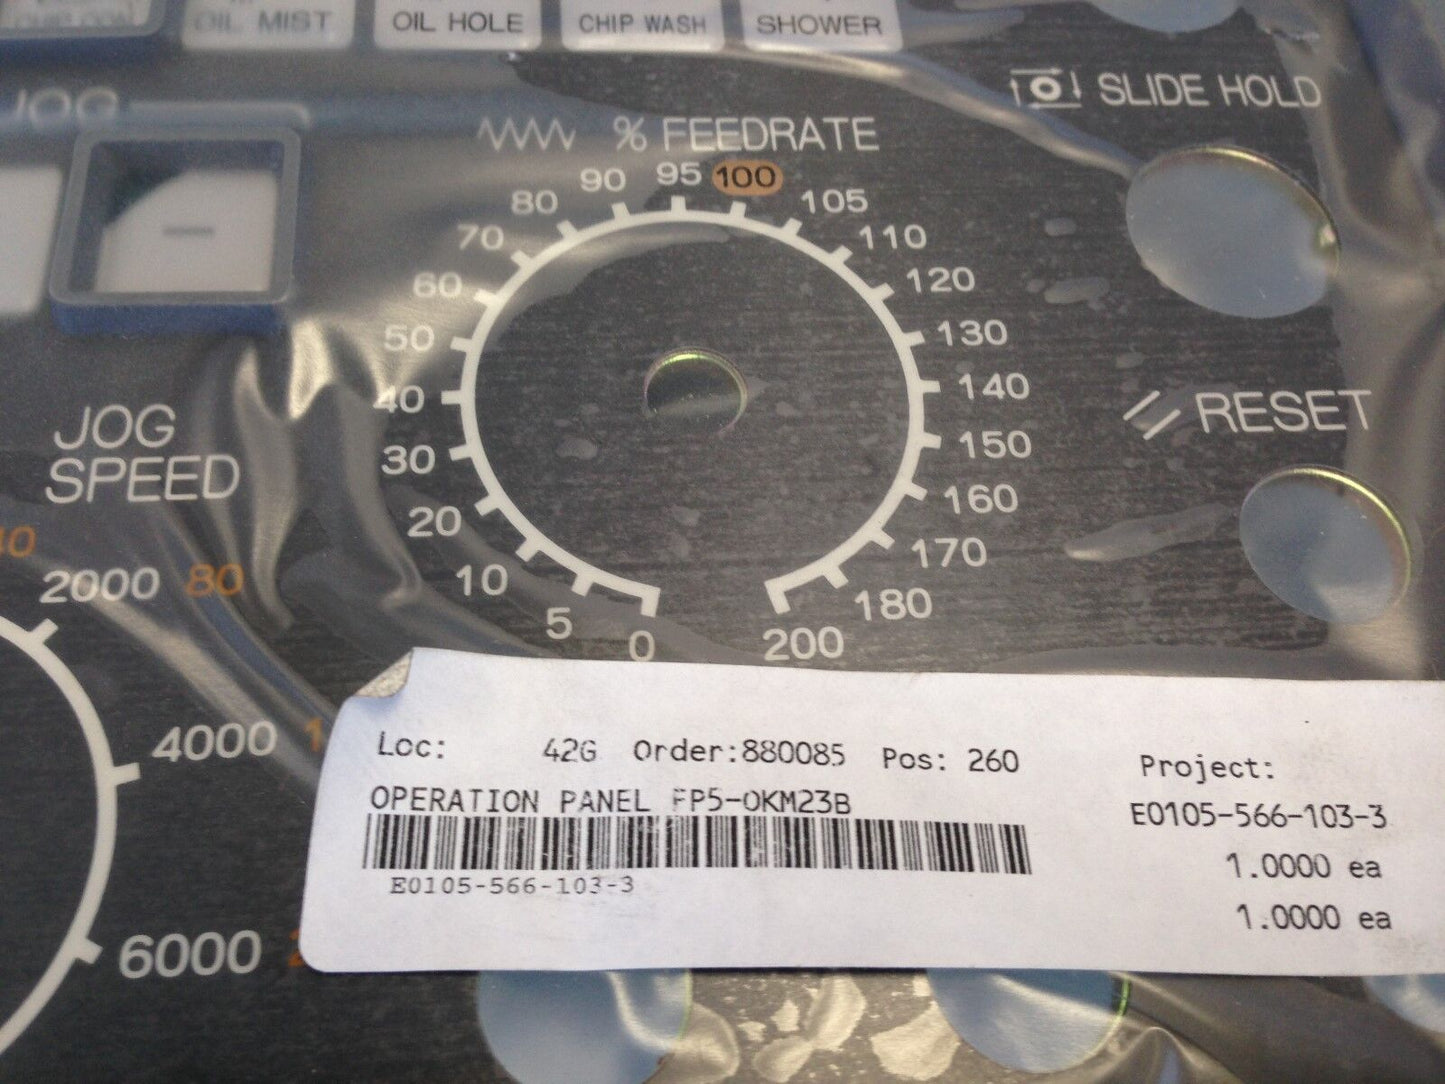 CHIP CON
OIL MIST
OIL HOLE
CHIP WASH
SHOWER
SLIDE HOLD
JOG
% FEEDRATE
-
0
5
10
20
30
40
50
60
70
80
90
95
100
105
110
120
130
140
150
160
170
180
200
RESET
JOG
SPEED
2000 80
4000
6000
Loc: 42G Order:880085 Pos: 260 Project:
OPERATION PANEL FP5-OKM23B E0105-566-103-3
1.0000 ea
E0105-566-103-3
1.0000 ea